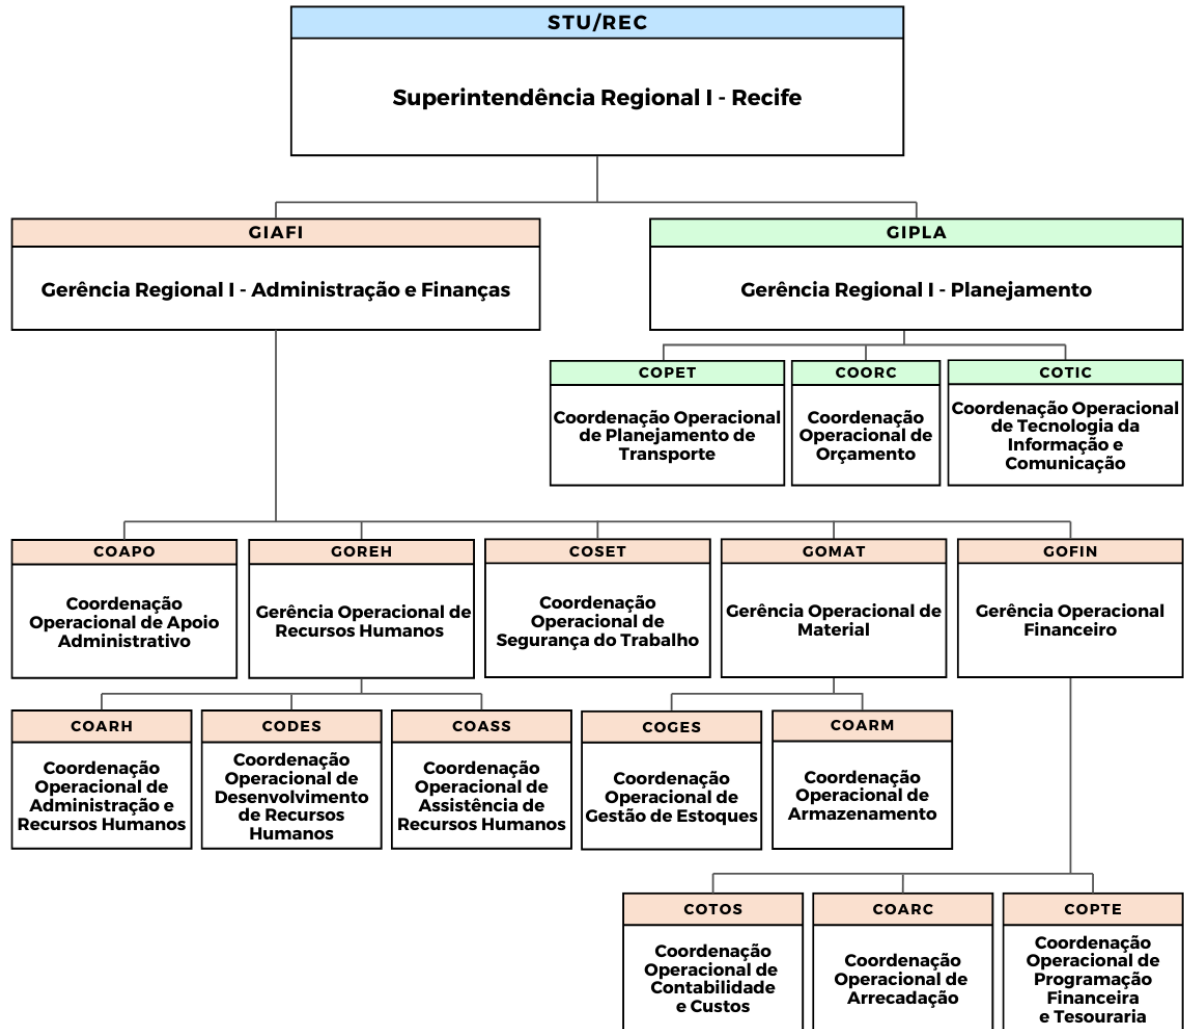 STU/REC
Superintendência Regional I - Recife
GIAFI
Gerência Regional I - Administração e Finanças
GIPLA
Gerência Regional I - Planejamento
COPET
Coordenação Operacional
de Planejamento de
Transporte
COORC
Coordenação
Operacional de
Orçamento
COTIC
Coordenação Operacional
de Tecnologia da
Informação e
Comunicação
COAPO
Coordenação
Operacional de Apoio
Administrativo
GOREH
Gerência Operacional de
Recursos Humanos
COSET
Coordenação
Operacional de
Segurança do Trabalho
GOMAT
Gerência Operacional de
Material
GOFIN
Gerência Operacional
Financeiro
COARH
Coordenação
Operacional de
Administração e
Recursos Humanos
CODES
Coordenação
Operacional de
Desenvolvimento
de Recursos
Humanos
COASS
Coordenação
Operacional de
Assistência de
Recursos Humanos
COGES
Coordenação
Operacional de
Gestão de Estoques
COARM
Coordenação
Operacional de
Armazenamento
COTOS
Coordenação
Operacional de
Contabilidade
e Custos
COARC
Coordenação
Operacional de
Arrecadação
COPTE
Coordenação
Operacional de
Programação
Financeira
e Tesouraria